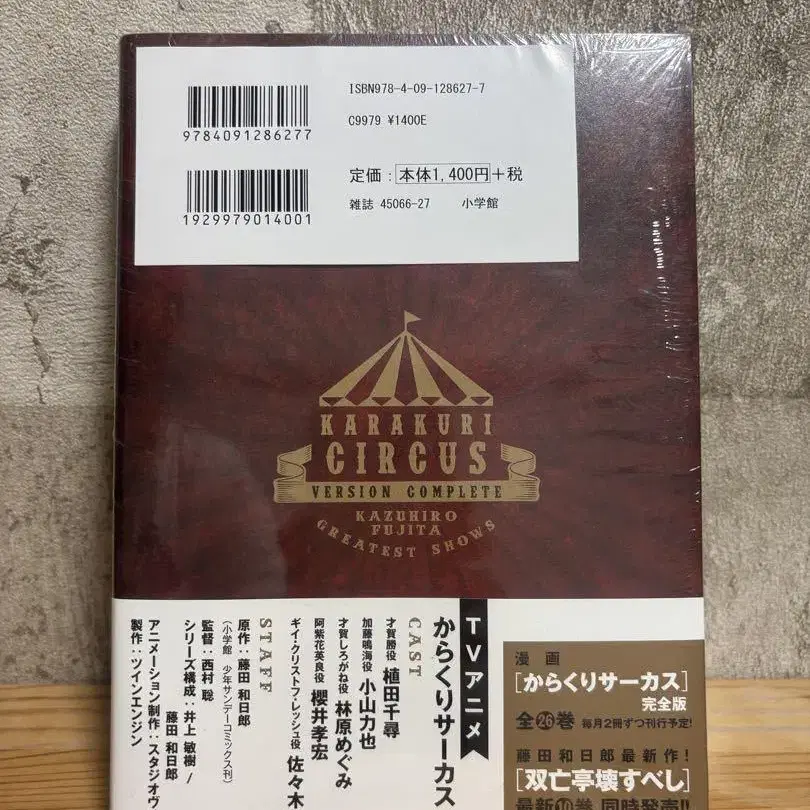 ISBN978-4-09-128627-7
C9979 ¥1400E
9784091286277
定価：本体1,400円＋税
1929979014001
雑誌 45066-27 小学館
KARAKURI
CIRCUS
VERSION COMPLETE
KAZUHIRO
FUJITA
GREATEST SHOWS
漫画
[からくりサーカス]
完全版
全26巻 毎月2冊ずつ刊行予定!
藤田和日郎最新作!
[双亡亭壊すべし]
最新10巻 同時発売!!
TVアニメ
からくりサーカス
CAST
才賀勝役 植田千尋
加藤鳴海役 小山力也
才賀しろがね役 林原めぐみ
阿紫花英良役 櫻井孝宏
ギイ・クリストフ・レッシュ役 佐々木
STAFF
原作：藤田和日郎
(小学館 少年サンデーコミックス刊)
監督：西村 聡
シリーズ構成：井上 敏樹/
藤田 和日郎
アニメーション制作：スタジオヴ
製作：ツインエンジン